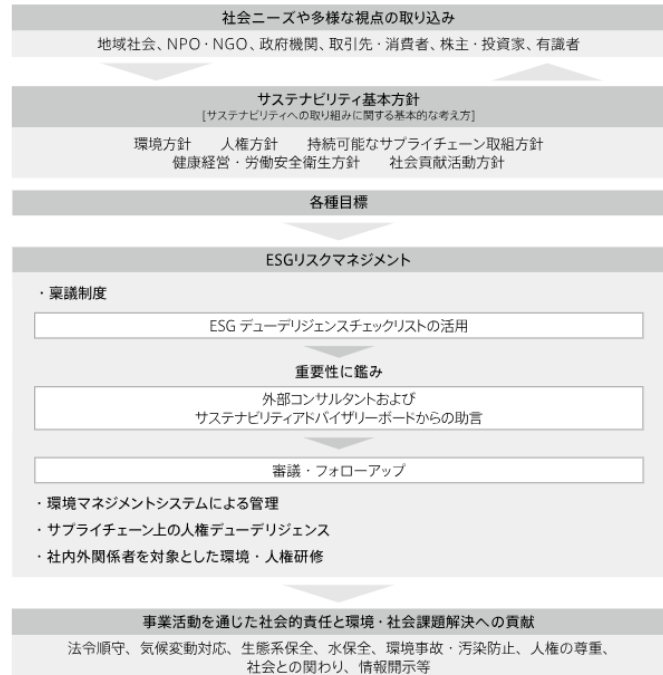 社会ニーズや多様な視点の取り込み
地域社会、NPO・NGO、政府機関、取引先・消費者、株主・投資家、有識者
サステナビリティ基本方針
[サステナビリティへの取り組みに関する基本的な考え方]
環境方針　人権方針　持続可能なサプライチェーン取組方針
健康経営・労働安全衛生方針　社会貢献活動方針
各種目標
ESGリスクマネジメント
・稟議制度
ESG デューデリジェンスチェックリストの活用
重要性に鑑み
外部コンサルタントおよび
サステナビリティアドバイザリーボードからの助言
審議・フォローアップ
・環境マネジメントシステムによる管理
・サプライチェーン上の人権デューデリジェンス
・社内外関係者を対象とした環境・人権研修
事業活動を通じた社会的責任と環境・社会課題解決への貢献
法令順守、気候変動対応、生態系保全、水保全、環境事故・汚染防止、人権の尊重、
社会との関わり、情報開示等